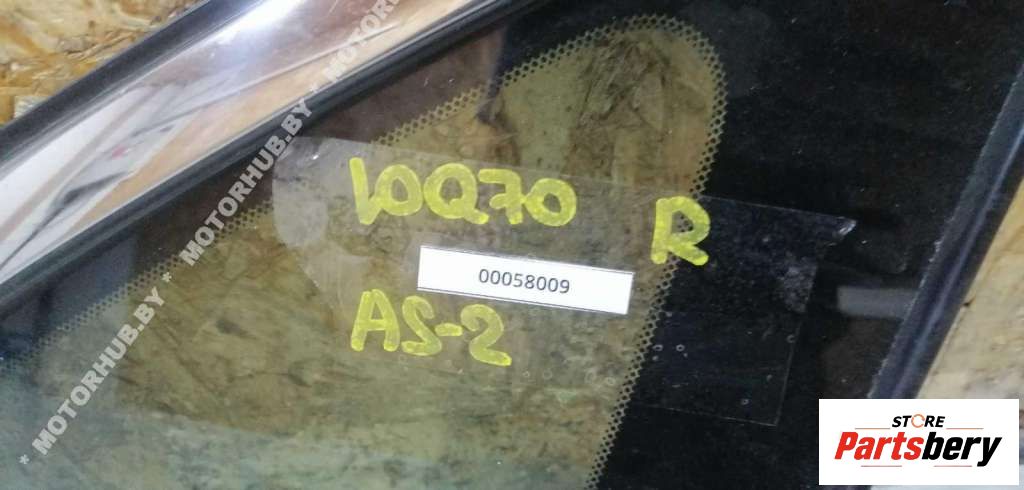 * MOTORHUB.BY * MOTORHUB.BY * MOTORHUB.BY
10Q70 R
00058009
AS-2
STORE
Partsbery